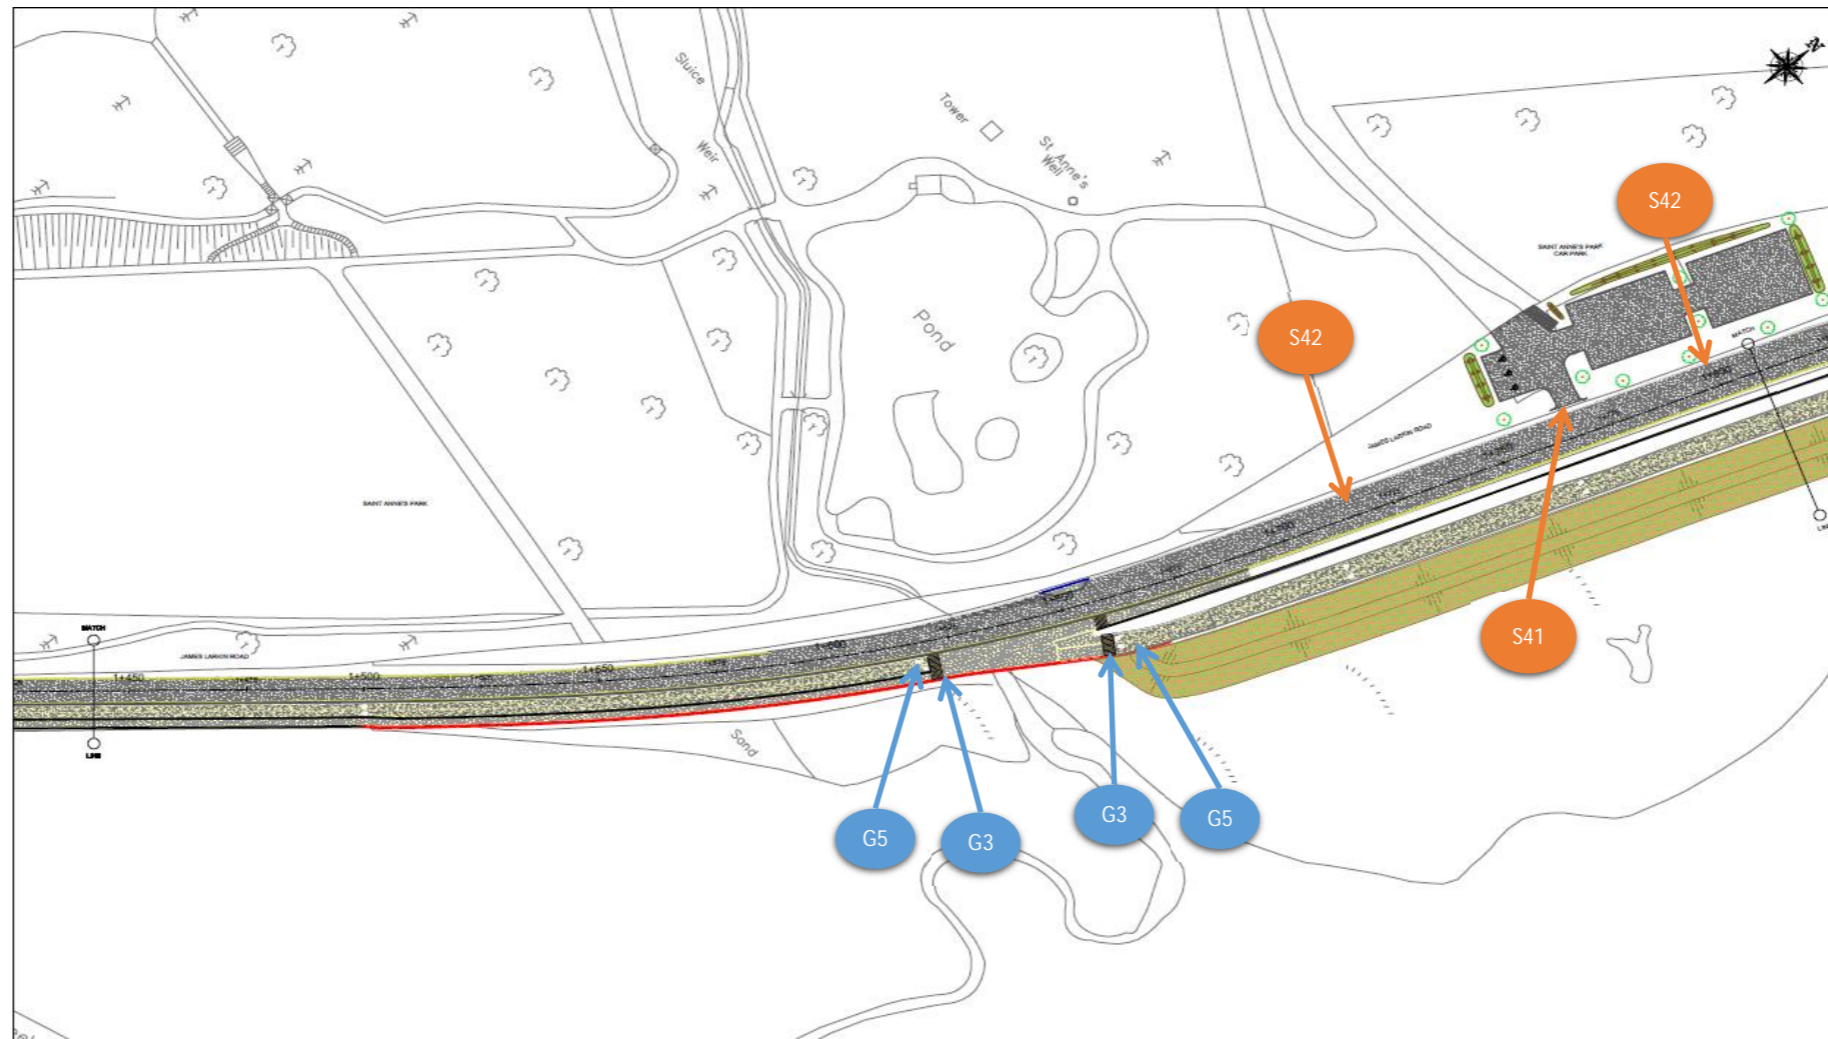 N
Sluice
Weir
Tower
St Anne's
Well
S42
SAINT ANNE'S PARK
CAR PARK
Pond
S42
MATCH
JAMES LARKIN ROAD
SAINT ANNE'S PARK
S41
MATCH
JAMES LARKIN ROAD
1+450
1+500
1+550
1+600
LINE
Sand
G5
G3
G3
G5